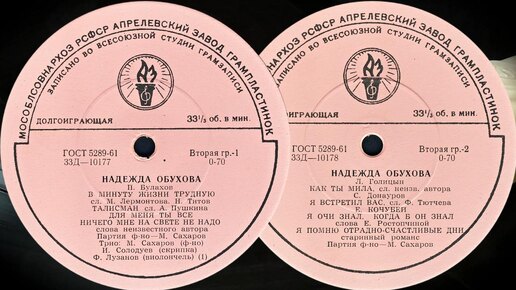 МОСОБЛСОВНАРХОЗ РСФСР АПРЕЛЕВСКИЙ ЗАВОД ГРАМПЛАСТИНОК
ЗАПИСАНО ВО ВСЕСОЮЗНОЙ СТУДИИ ГРАМЗАПИСИ
ДОЛГОИГРАЮЩАЯ 33⅓ об. в мин.
ГОСТ 5289-61 Вторая гр.-1
33Д—10177 0-70
НАДЕЖДА ОБУХОВА
П. Булахов
В МИНУТУ ЖИЗНИ ТРУДНУЮ
сл. М. Лермонтова. Н. Титов
ТАЛИСМАН сл. А. Пушкина
ДЛЯ МЕНЯ ТЫ ВСЕ
НИЧЕГО МНЕ НА СВЕТЕ НЕ НАДО
слова неизвестного автора
Партия ф-но — М. Сахаров
Трио: М. Сахаров (ф-но)
И. Солодуев (скрипка)
Ф. Лузанов (виолончель) (1)
МОСОБЛСОВНАРХОЗ РСФСР АПРЕЛЕВСКИЙ ЗАВОД ГРАМПЛАСТИНОК
ЗАПИСАНО ВО ВСЕСОЮЗНОЙ СТУДИИ ГРАМЗАПИСИ
ДОЛГОИГРАЮЩАЯ 33⅓ об. в мин.
ГОСТ 5289-61 Вторая гр.-2
33Д—10178 0-70
НАДЕЖДА ОБУХОВА
Л. Голицын
КАК ТЫ МИЛА, сл. неизв. автора
С. Донауров
Я ВСТРЕТИЛ ВАС, сл. Ф. Тютчева
Е. КОЧУБЕЙ
Я ОЧИ ЗНАЛ, КОГДА Б ОН ЗНАЛ
слова Е. Ростопчиной
Я ПОМНЮ ОТРАДНО-СЧАСТЛИВЫЕ ДНИ
старинный романс
Партия ф-но — М. Сахаров